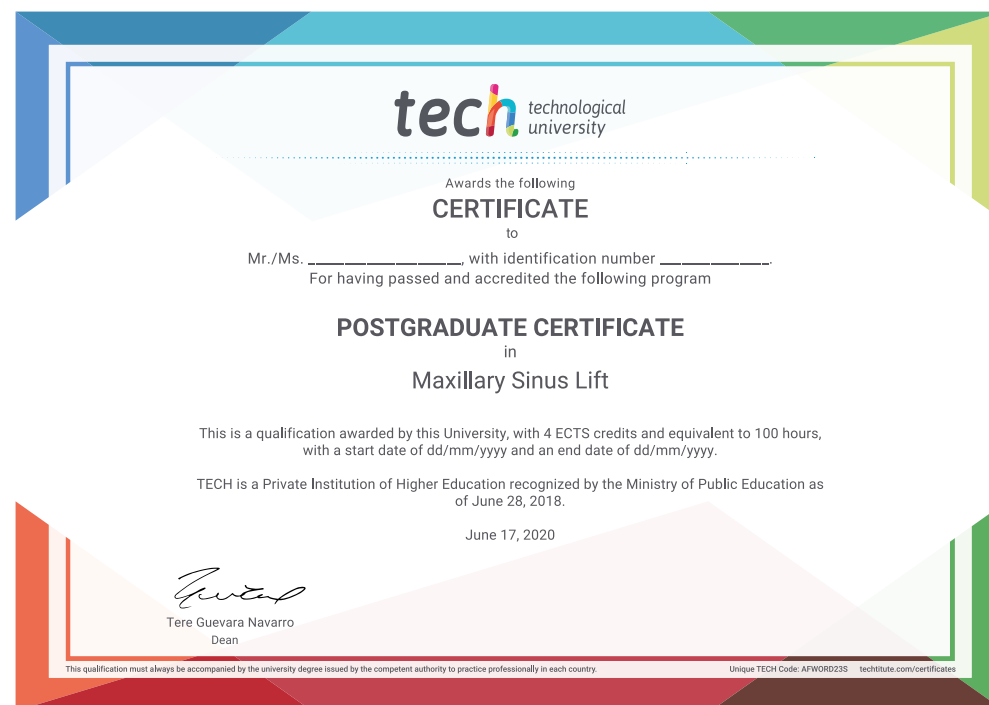 tech technological
university
Awards the following
CERTIFICATE
to
Mr./Ms. ____________________, with identification number ______________.
For having passed and accredited the following program
POSTGRADUATE CERTIFICATE
in
Maxillary Sinus Lift
This is a qualification awarded by this University, with 4 ECTS credits and equivalent to 100 hours,
with a start date of dd/mm/yyyy and an end date of dd/mm/yyyy.
TECH is a Private Institution of Higher Education recognized by the Ministry of Public Education as
of June 28, 2018.
June 17, 2020
Tere Guevara Navarro
Dean
This qualification must always be accompanied by the university degree issued by the competent authority to practice professionally in each country.
Unique TECH Code: AFWORD23S techtitute.com/certificates